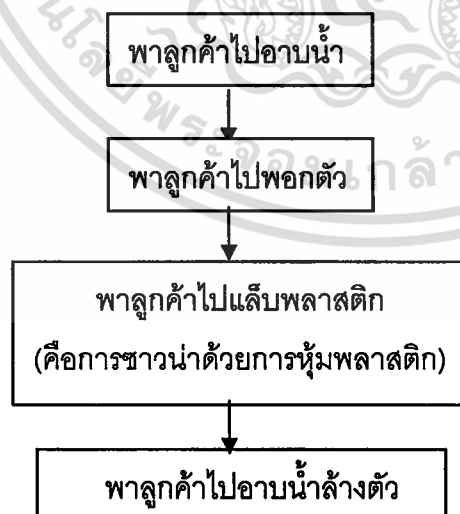 พาลูกค้าไปอาบน้ำ
พาลูกค้าไปพอกตัว
พาลูกค้าไปแล็บพลาสติก
(คือการซาวน่าด้วยการหุ้มพลาสติก)
พาลูกค้าไปอาบน้ำล้างตัว